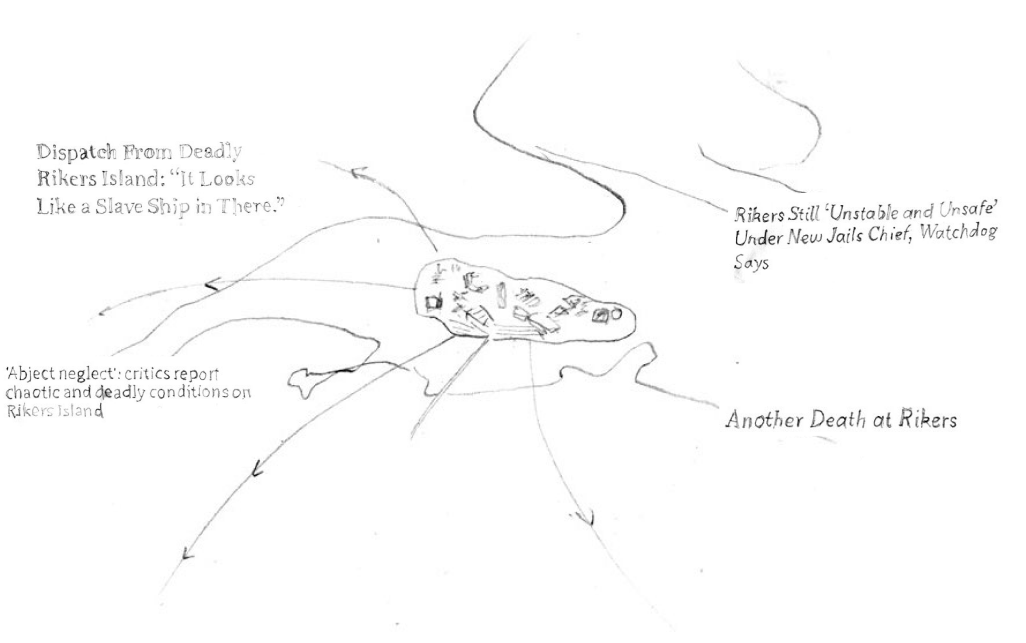 Dispatch From Deadly
Rikers Island: “It Looks
Like a Slave Ship in There.”
Rikers Still ‘Unstable and Unsafe’
Under New Jails Chief, Watchdog
Says
‘Abject neglect’: critics report
chaotic and deadly conditions on
Rikers Island
Another Death at Rikers